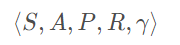 ⟨S, A, P, R, γ⟩